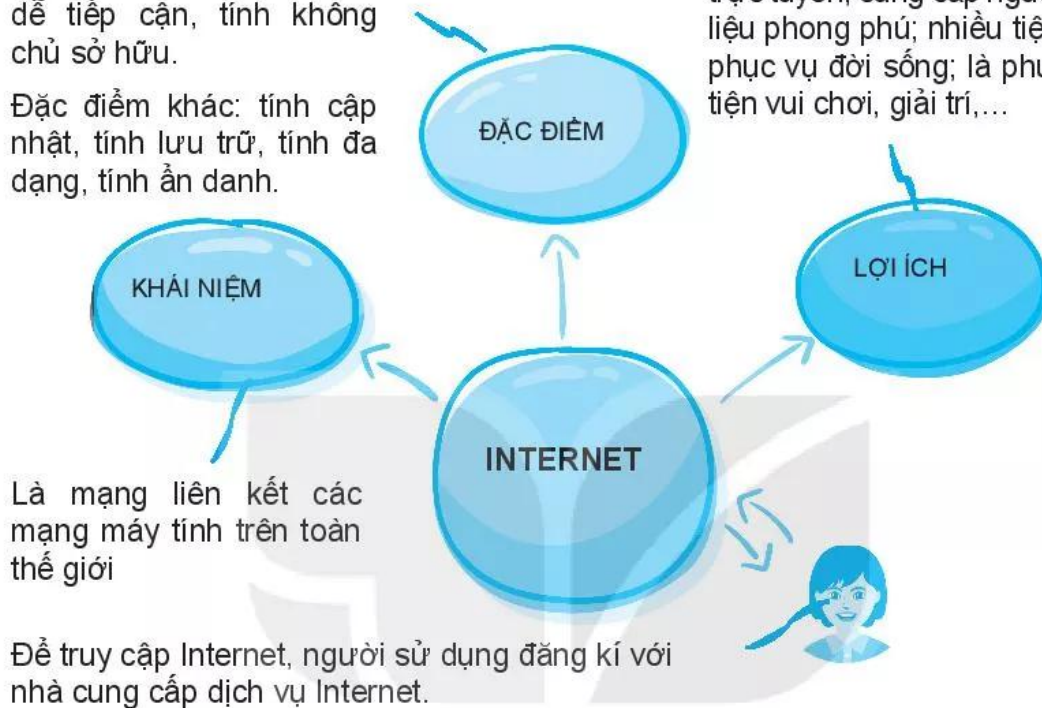 dễ tiếp cận, tính không
chủ sở hữu.
Đặc điểm khác: tính cập
nhật, tính lưu trữ, tính đa
dạng, tính ẩn danh.
ĐẶC ĐIỂM
liệu phong phú; nhiều
phục vụ đời sống; là
tiện vui chơi, giải trí,...
KHÁI NIỆM
LỢI ÍCH
INTERNET
Là mạng liên kết các
mạng máy tính trên toàn
thế giới
Để truy cập Internet, người sử dụng đăng kí với
nhà cung cấp dịch vụ Internet.